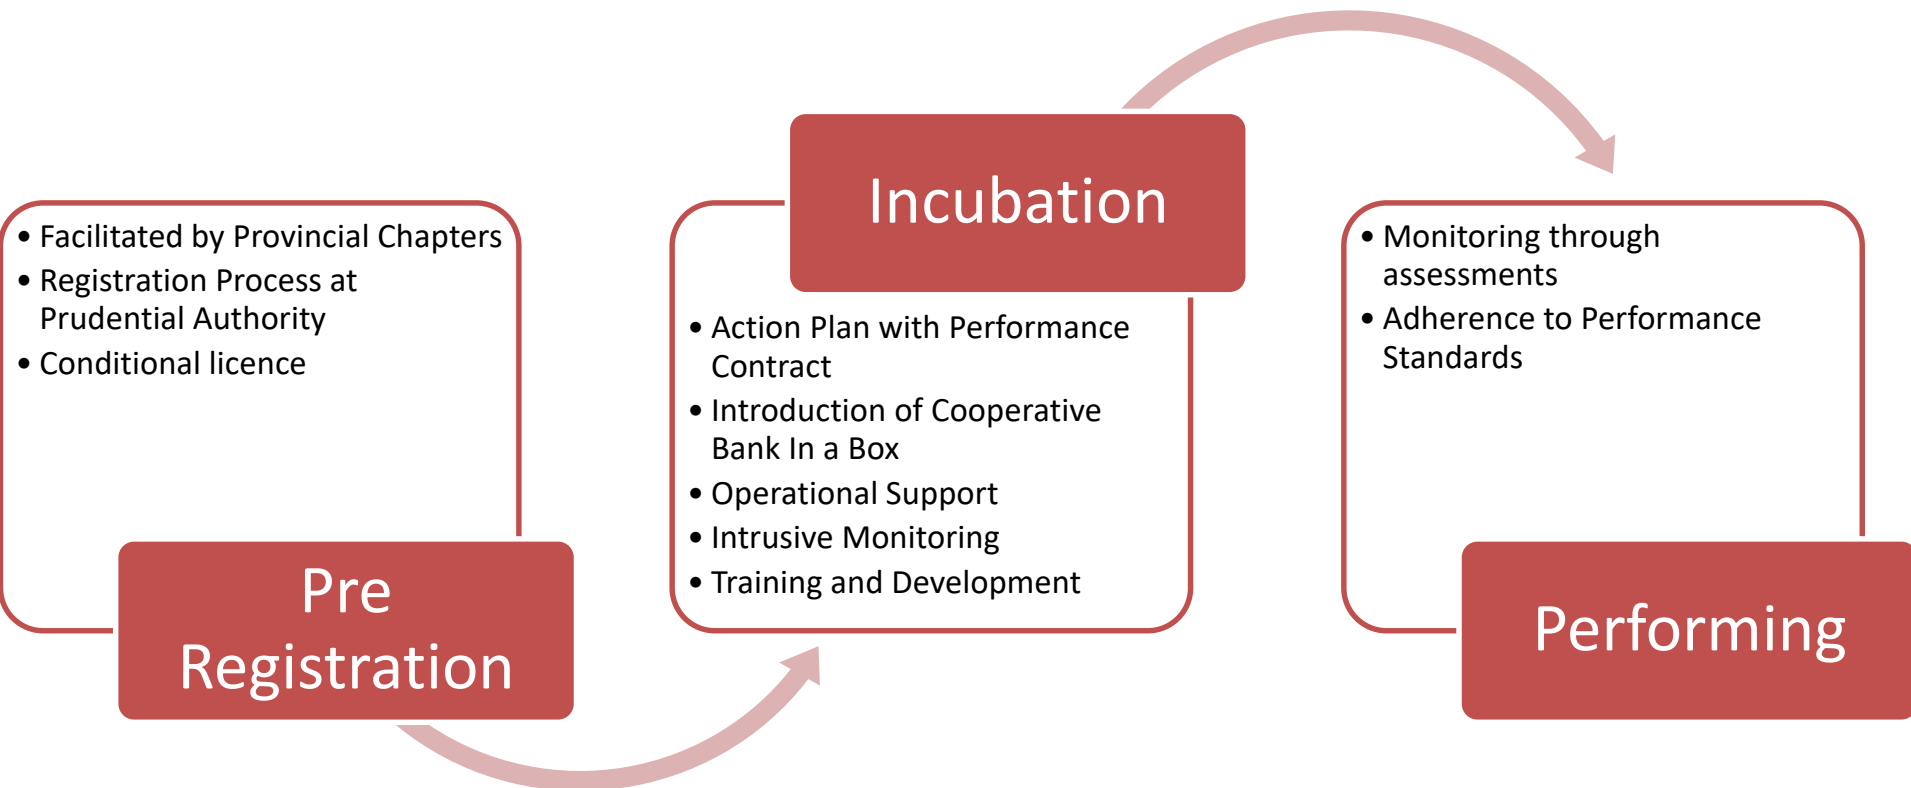 • Facilitated by Provincial Chapters
• Registration Process at
Prudential Authority
• Conditional licence
Pre
Registration
Incubation
• Action Plan with Performance
Contract
• Introduction of Cooperative
Bank In a Box
• Operational Support
• Intrusive Monitoring
• Training and Development
• Monitoring through
assessments
• Adherence to Performance
Standards
Performing